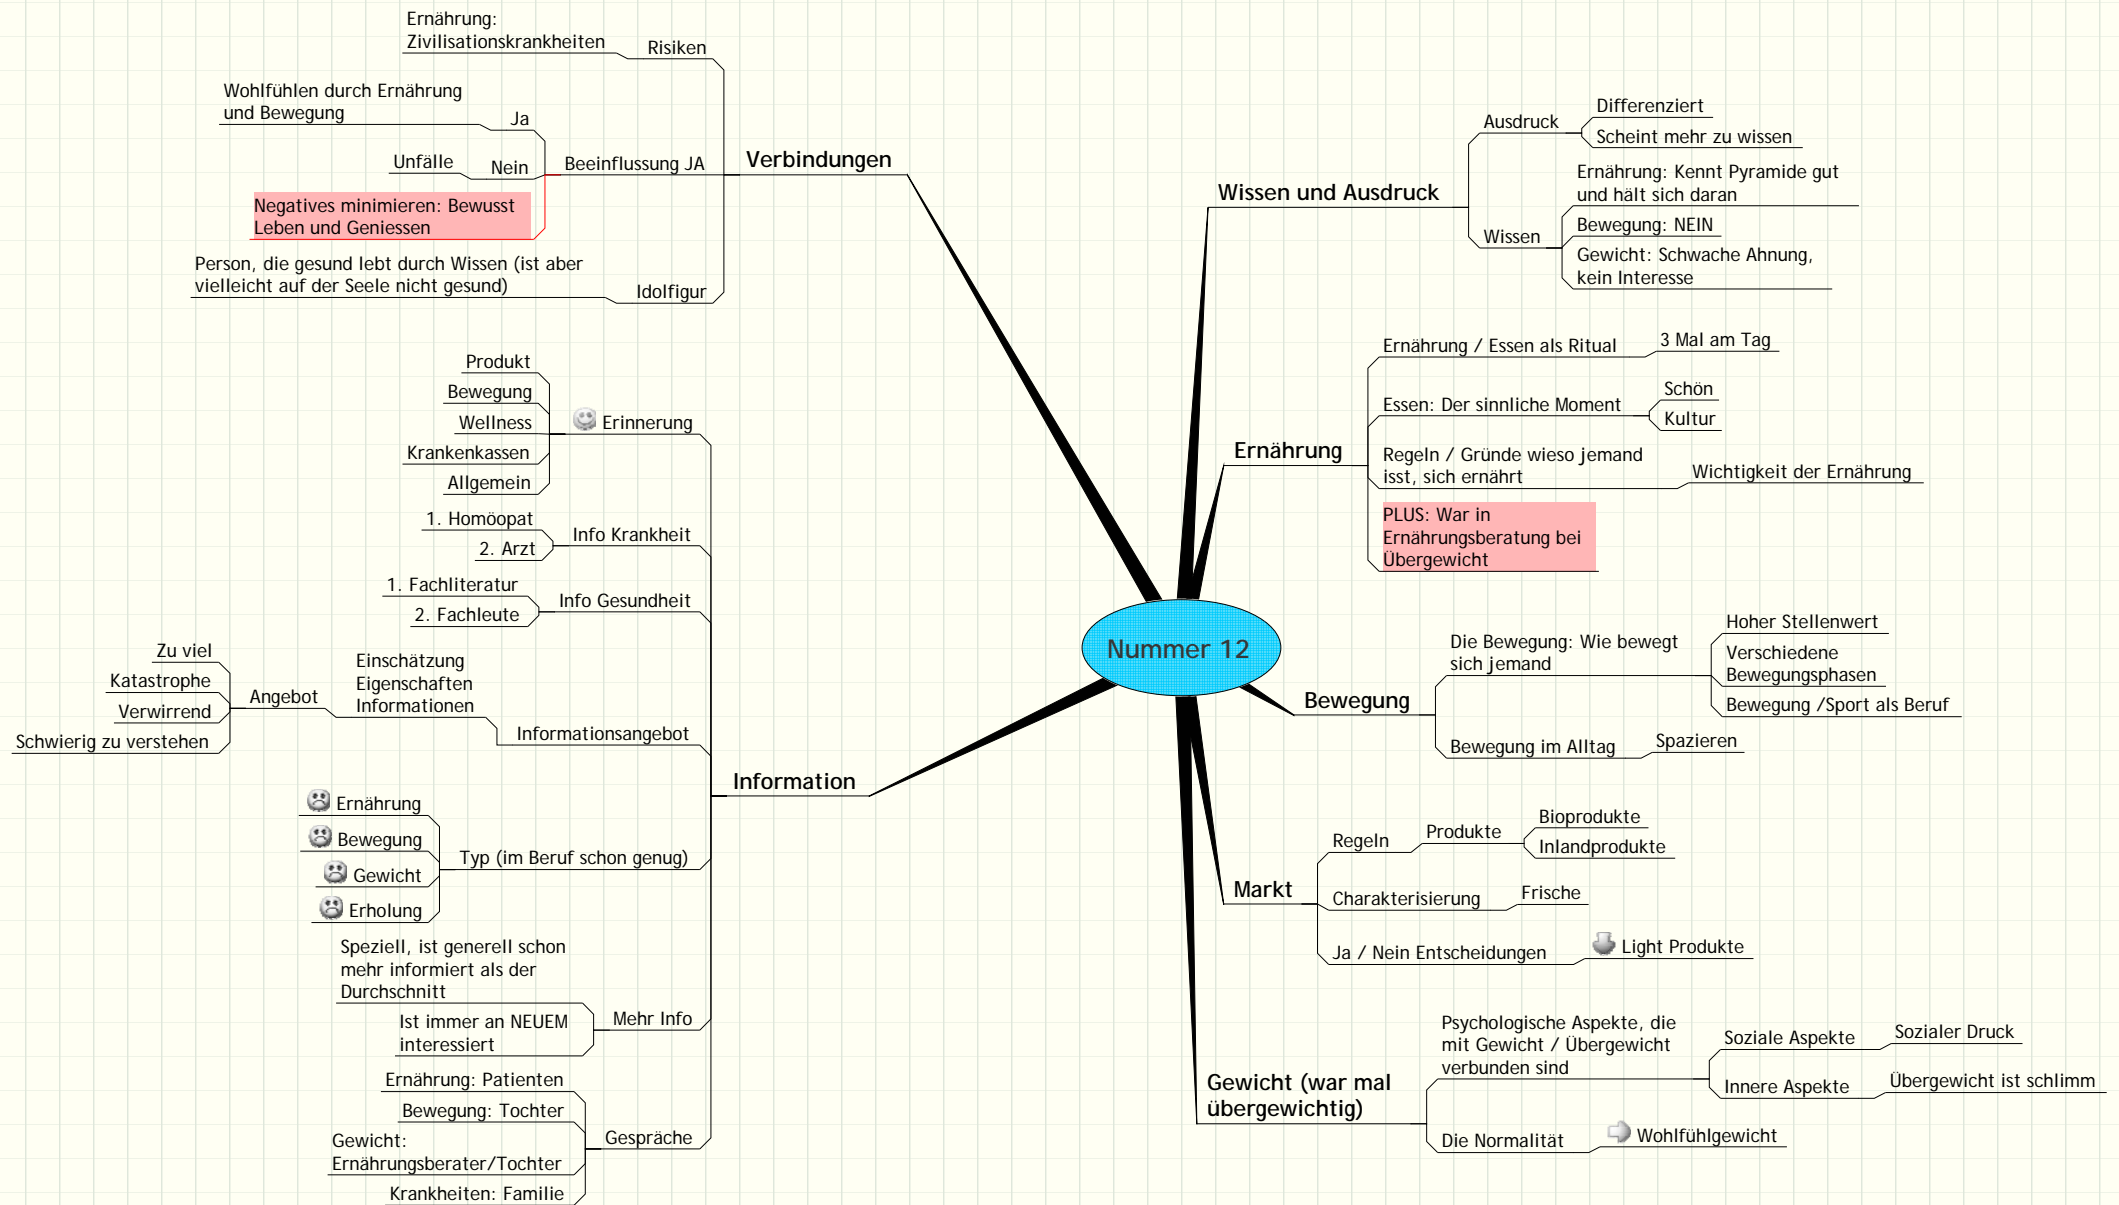 Nummer 12
Verbindungen
Risiken
Ernährung:
Zivilisationskrankheiten
Beeinflussung JA
Ja
Wohlfühlen durch Ernährung
und Bewegung
Nein
Unfälle
Negatives minimieren: Bewusst
Leben und Geniessen
Idolfigur
Person, die gesund lebt durch Wissen (ist aber
vielleicht auf der Seele nicht gesund)
Information
Erinnerung
Produkt
Bewegung
Wellness
Krankenkassen
Allgemein
Info Krankheit
1. Homöopat
2. Arzt
Info Gesundheit
1. Fachliteratur
2. Fachleute
Informationsangebot
Einschätzung
Eigenschaften
Informationen
Angebot
Zu viel
Katastrophe
Verwirrend
Schwierig zu verstehen
Typ (im Beruf schon genug)
Ernährung
Bewegung
Gewicht
Erholung
Mehr Info
Speziell, ist generell schon
mehr informiert als der
Durchschnitt
Ist immer an NEUEM
interessiert
Gespräche
Ernährung: Patienten
Bewegung: Tochter
Gewicht:
Ernährungsberater/Tochter
Krankheiten: Familie
Wissen und Ausdruck
Ausdruck
Differenziert
Scheint mehr zu wissen
Wissen
Ernährung: Kennt Pyramide gut
und hält sich daran
Bewegung: NEIN
Gewicht: Schwache Ahnung,
kein Interesse
Ernährung
Ernährung / Essen als Ritual
3 Mal am Tag
Essen: Der sinnliche Moment
Schön
Kultur
Regeln / Gründe wieso jemand
isst, sich ernährt
Wichtigkeit der Ernährung
PLUS: War in
Ernährungsberatung bei
Übergewicht
Bewegung
Die Bewegung: Wie bewegt
sich jemand
Hoher Stellenwert
Verschiedene
Bewegungsphasen
Bewegung /Sport als Beruf
Bewegung im Alltag
Spazieren
Markt
Regeln
Produkte
Bioprodukte
Inlandprodukte
Charakterisierung
Frische
Ja / Nein Entscheidungen
Light Produkte
Gewicht (war mal
übergewichtig)
Psychologische Aspekte, die
mit Gewicht / Übergewicht
verbunden sind
Soziale Aspekte
Sozialer Druck
Innere Aspekte
Übergewicht ist schlimm
Die Normalität
Wohlfühlgewicht